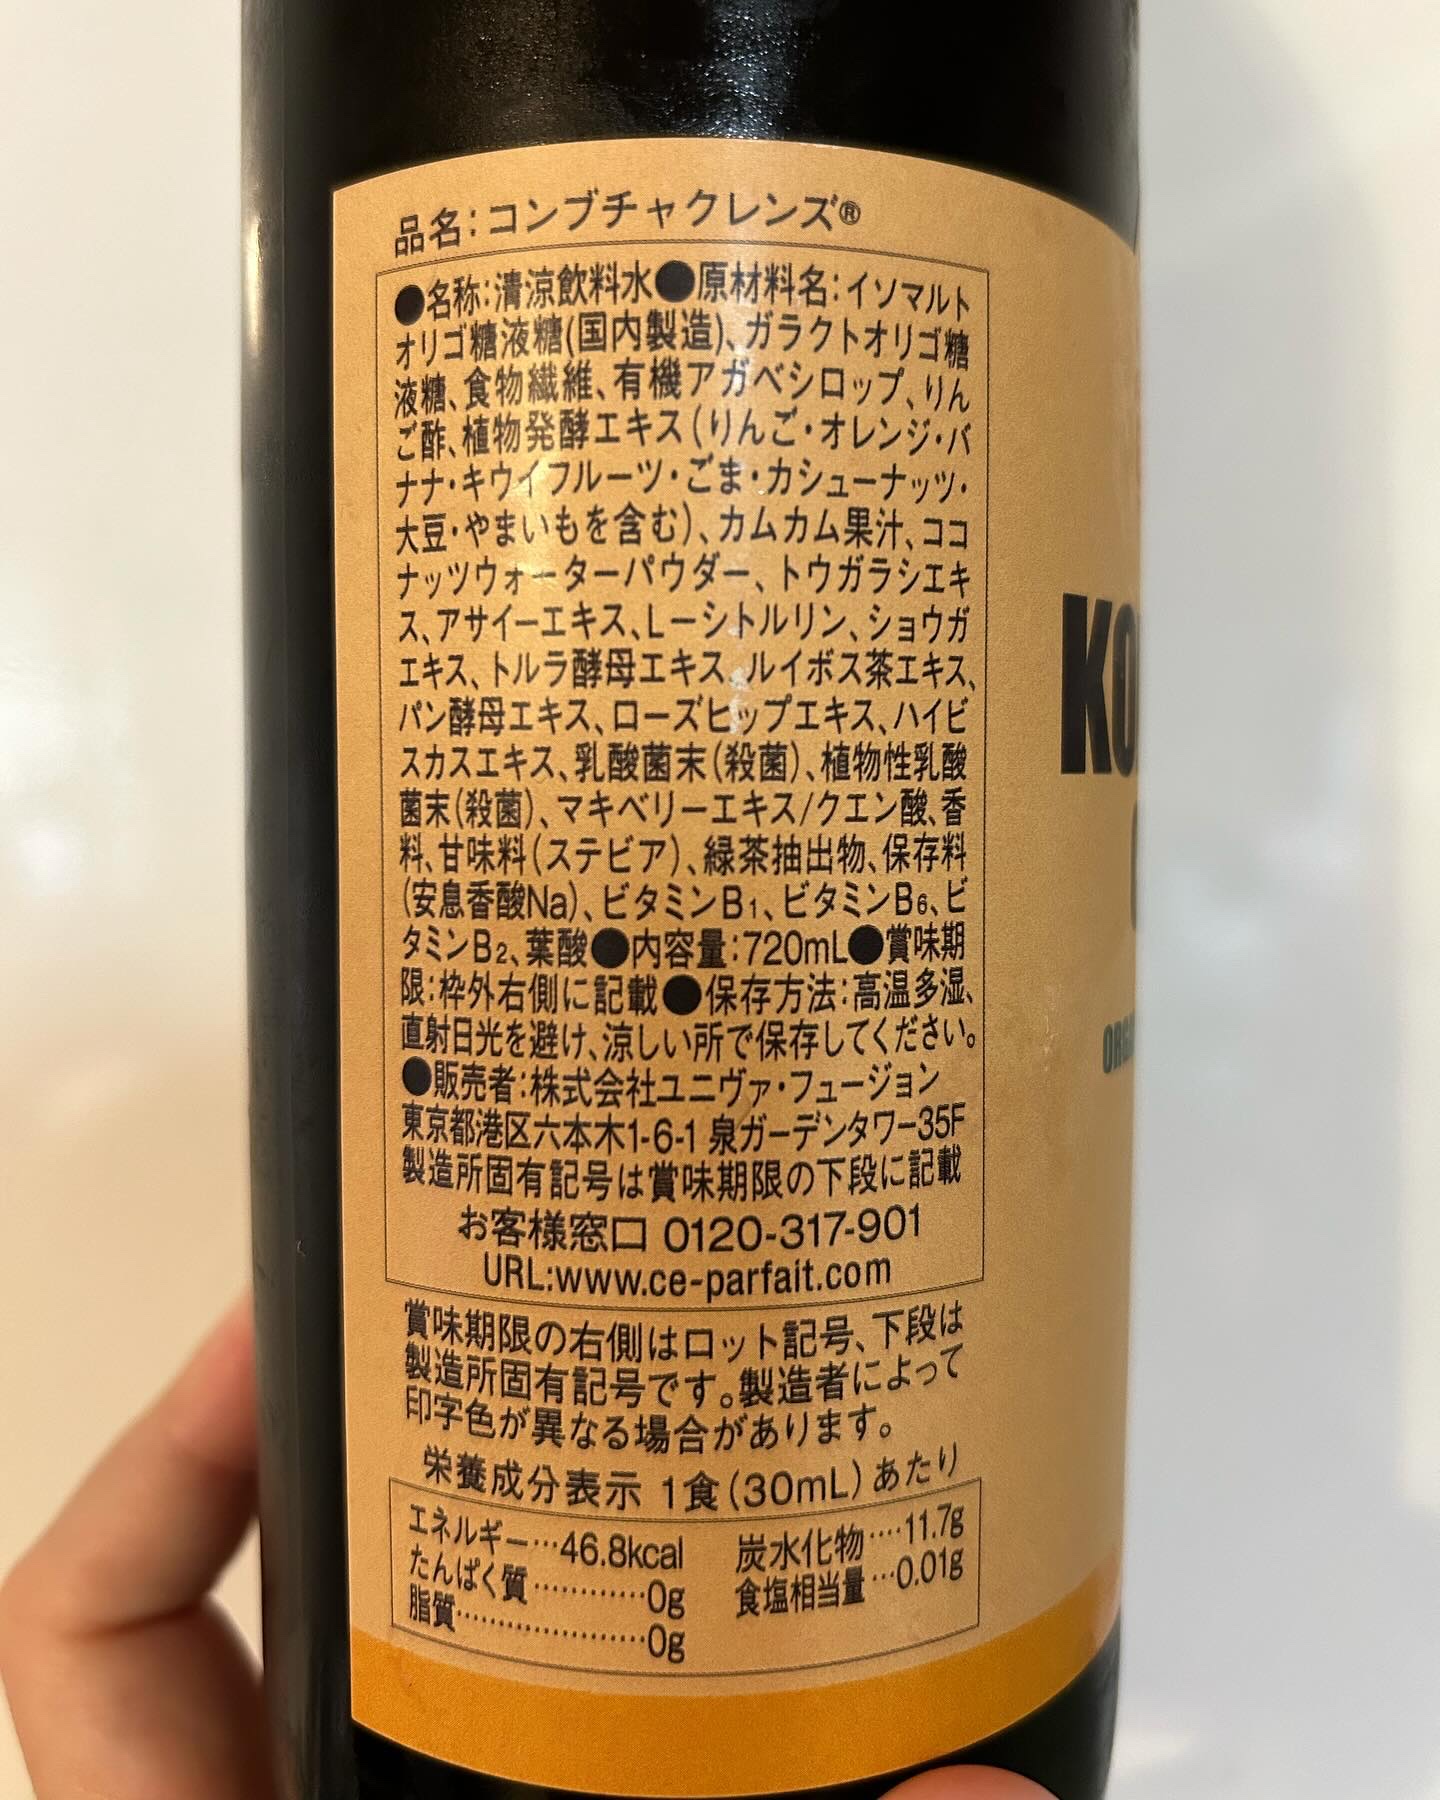 品名:コンブチャクレンズ®
●名称:清涼飲料水●原材料名:イソマルト
オリゴ糖液糖(国内製造)、ガラクトオリゴ糖
液糖、食物繊維、有機アガベシロップ、りん
ご酢、植物発酵エキス(りんご・オレンジ・バ
ナナ・キウイフルーツ・ごま・カシューナッツ・
大豆・やまいもを含む)、カムカム果汁、ココ
ナッツウォーターパウダー、トウガラシエキ
ス、アサイーエキス、L-シトルリン、ショウガ
エキス、トルラ酵母エキス、ルイボス茶エキス、
パン酵母エキス、ローズヒップエキス、ハイビ
スカスエキス、乳酸菌末(殺菌)、植物性乳酸
菌末(殺菌)、マキベリーエキス/クエン酸、香
料、甘味料(ステビア)、緑茶抽出物、保存料
(安息香酸Na)、ビタミンB1、ビタミンB6、ビ
タミンB2、葉酸●内容量:720mL●賞味期
限:枠外右側に記載●保存方法:高温多湿、
直射日光を避け、涼しい所で保存してください。
●販売者:株式会社ユニヴァ・フュージョン
東京都港区六本木1-6-1 泉ガーデンタワー35F
製造所固有記号は賞味期限の下段に記載
お客様窓口 0120-317-901
URL:www.ce-parfait.com
賞味期限の右側はロット記号、下段は
製造所固有記号です。製造者によって
印字色が異なる場合があります。
栄養成分表示 1食(30mL)あたり
エネルギー…46.8kcal 炭水化物‥‥11.7g
たんぱく質…………0g 食塩相当量…0.01g
脂質…………………0g